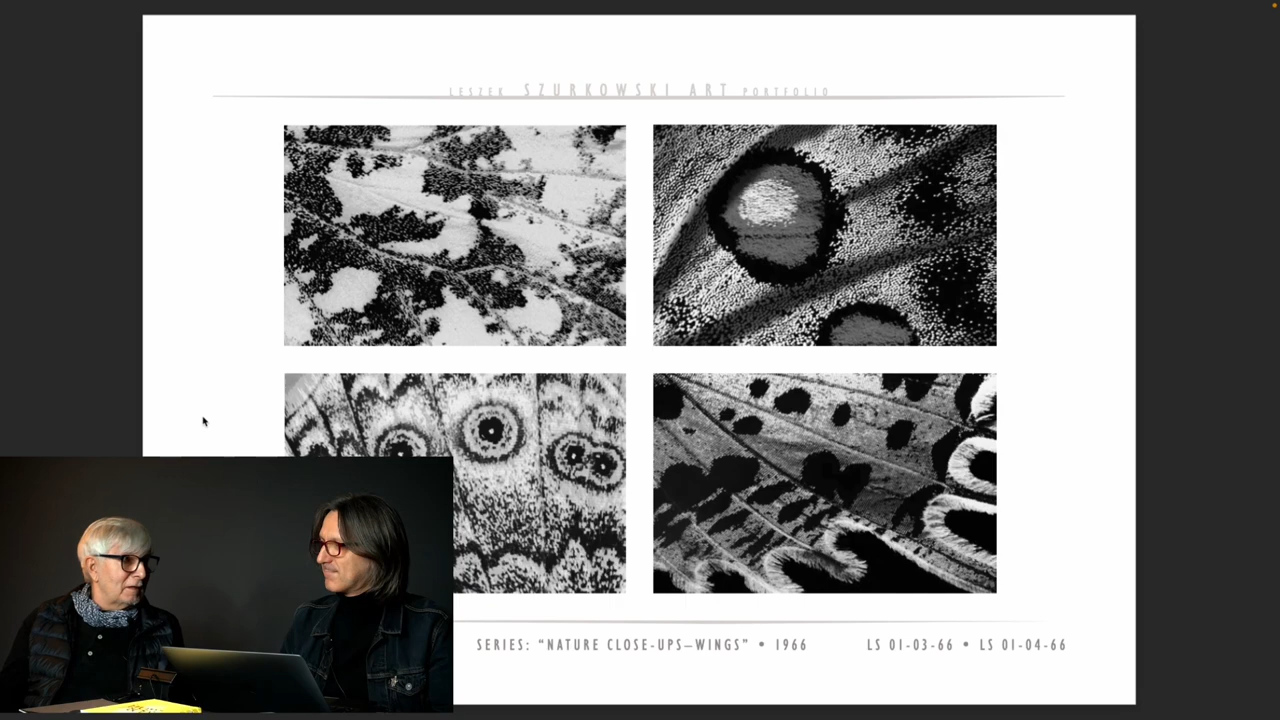 LESZEK SZURKOWSKI ART PORTFOLIO
SERIES: “NATURE CLOSE-UPS–WINGS” • 1966 LS 01-03-66 • LS 01-04-66